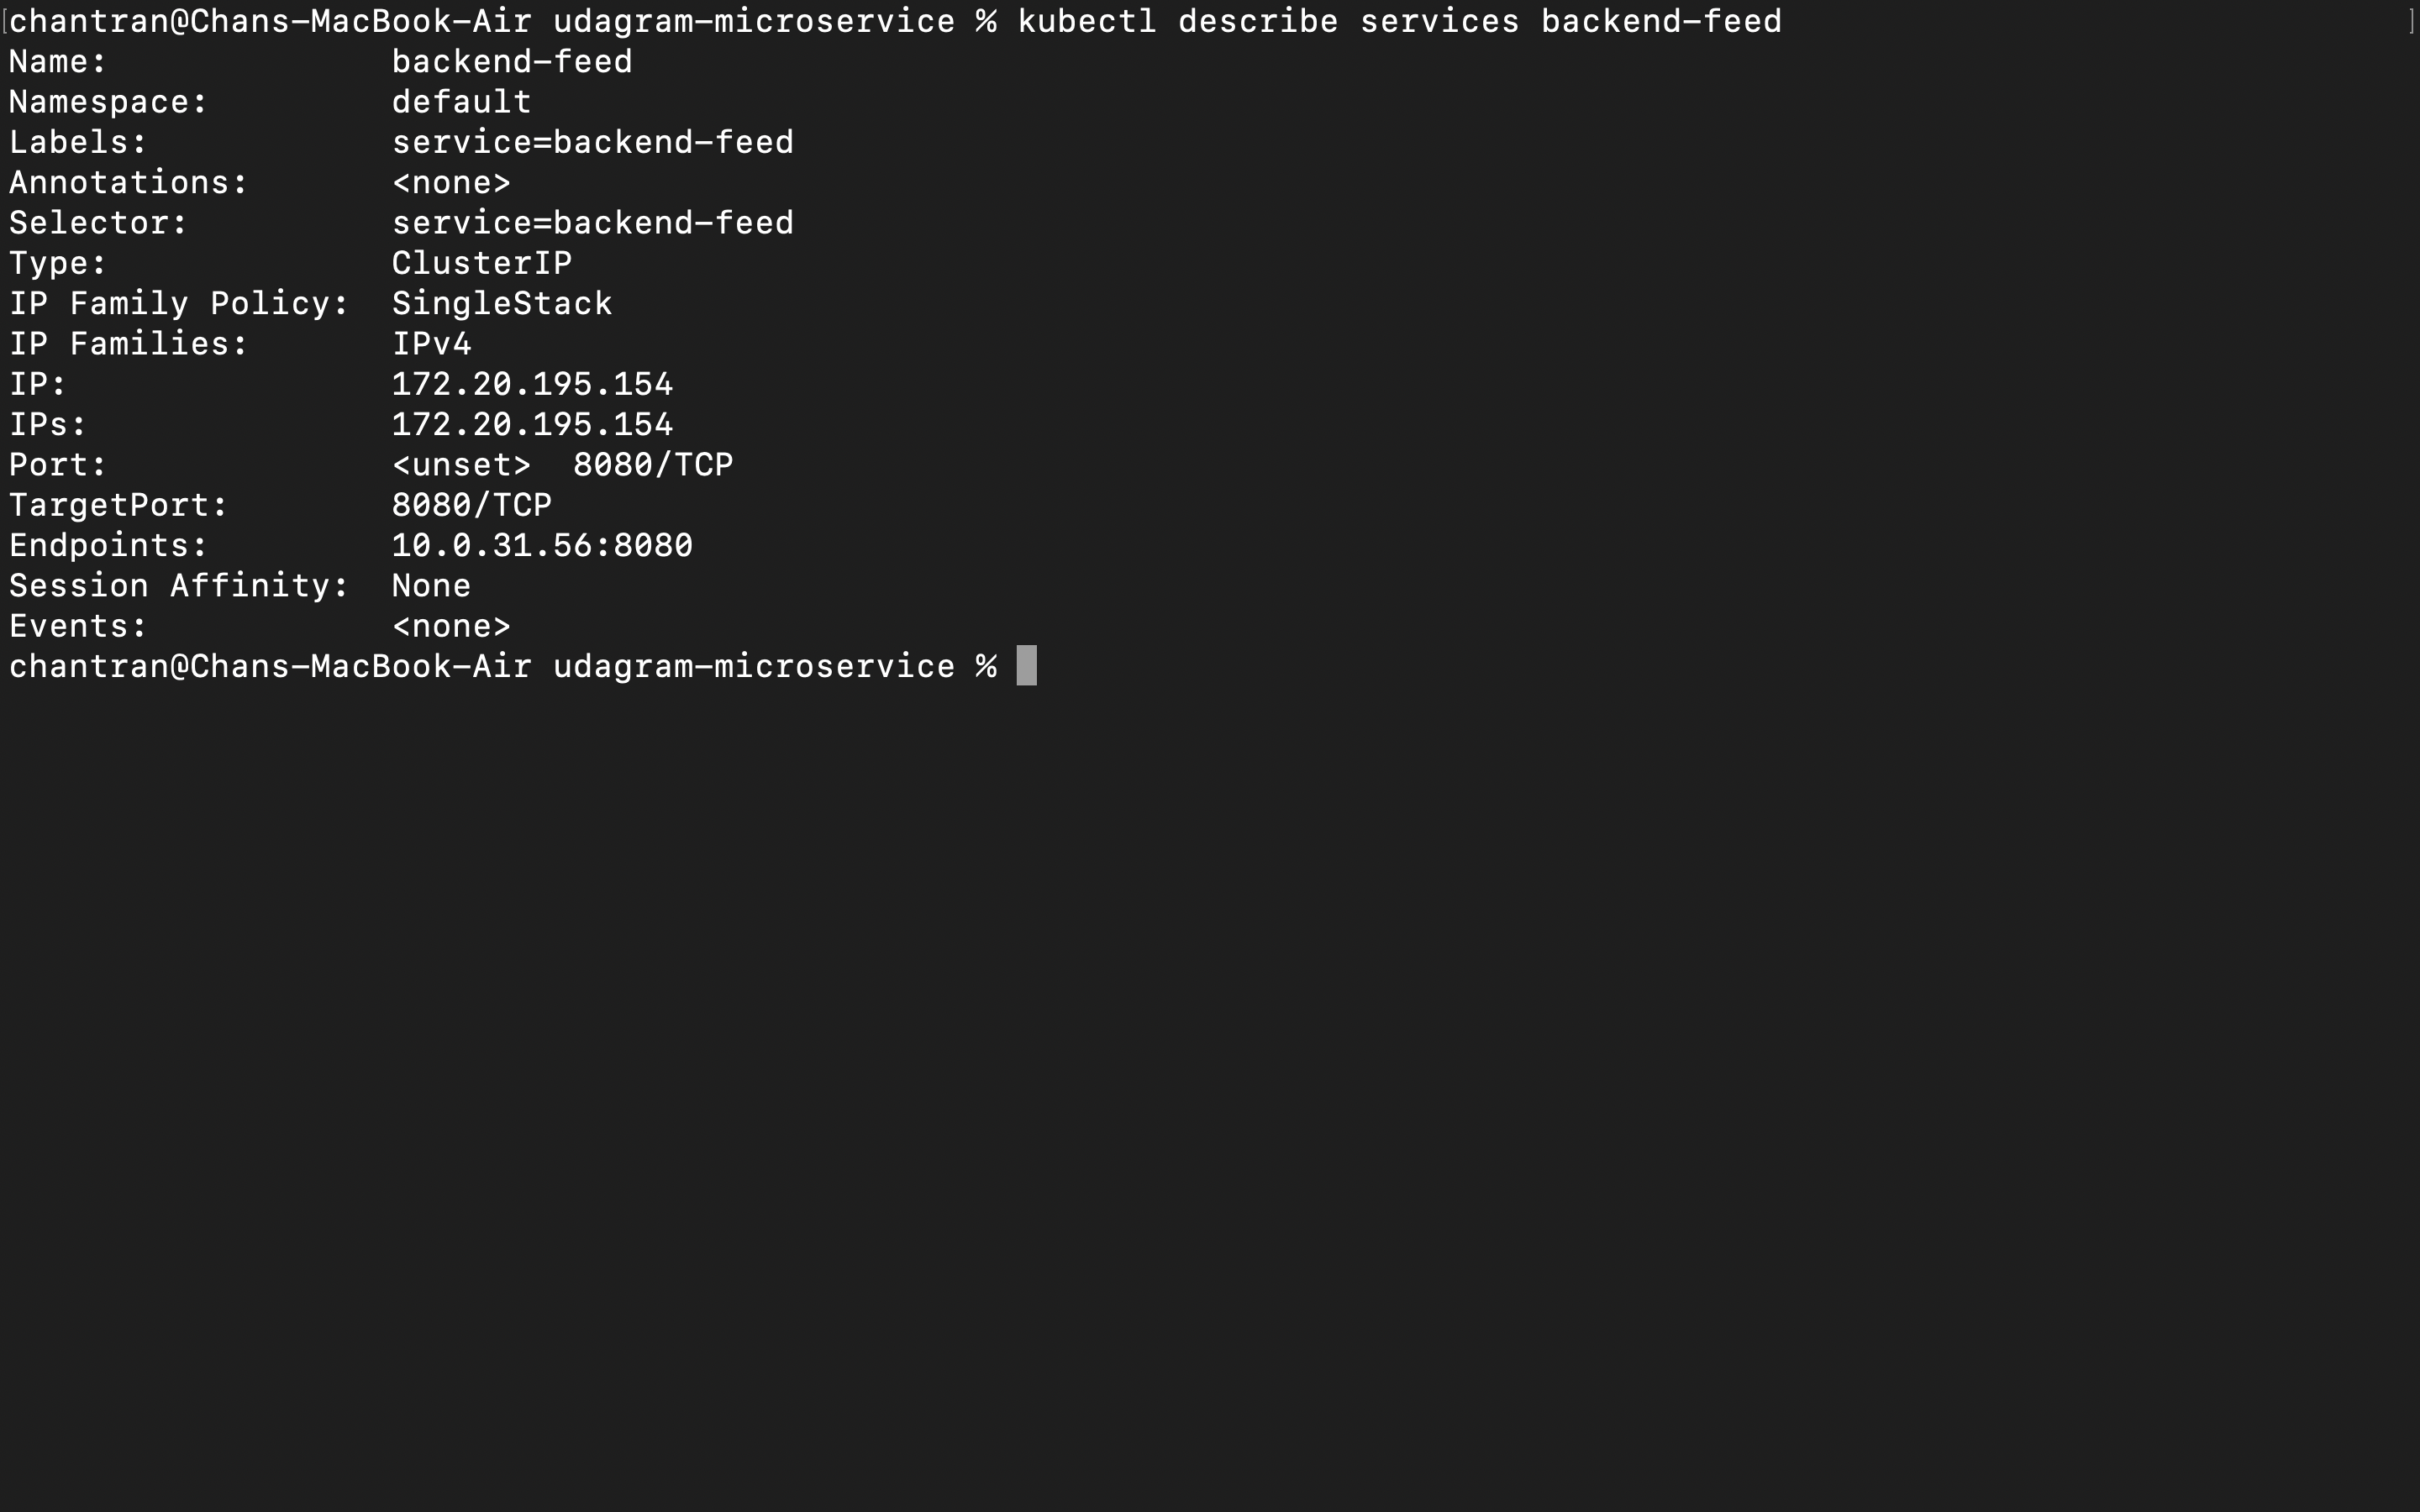 chantran@Chans-MacBook-Air udagram-microservice % kubectl describe services backend-feed
Name:              backend-feed
Namespace:         default
Labels:            service=backend-feed
Annotations:       <none>
Selector:          service=backend-feed
Type:              ClusterIP
IP Family Policy:  SingleStack
IP Families:       IPv4
IP:                172.20.195.154
IPs:               172.20.195.154
Port:              <unset>  8080/TCP
TargetPort:        8080/TCP
Endpoints:         10.0.31.56:8080
Session Affinity:  None
Events:            <none>
chantran@Chans-MacBook-Air udagram-microservice %